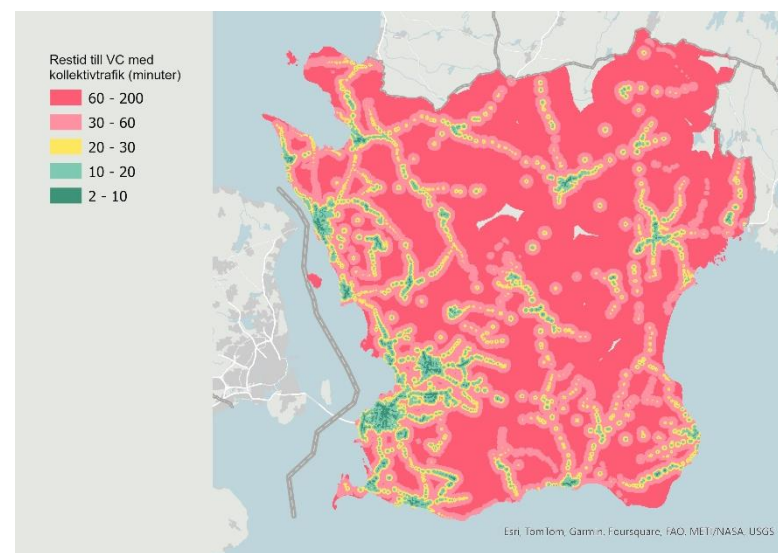 Restid till VC med
kollektivtrafik (minuter)
60 - 200
30 - 60
20 - 30
10 - 20
2 - 10
Esri, TomTom, Garmin, Foursquare, FAO, METI/NASA, USGS